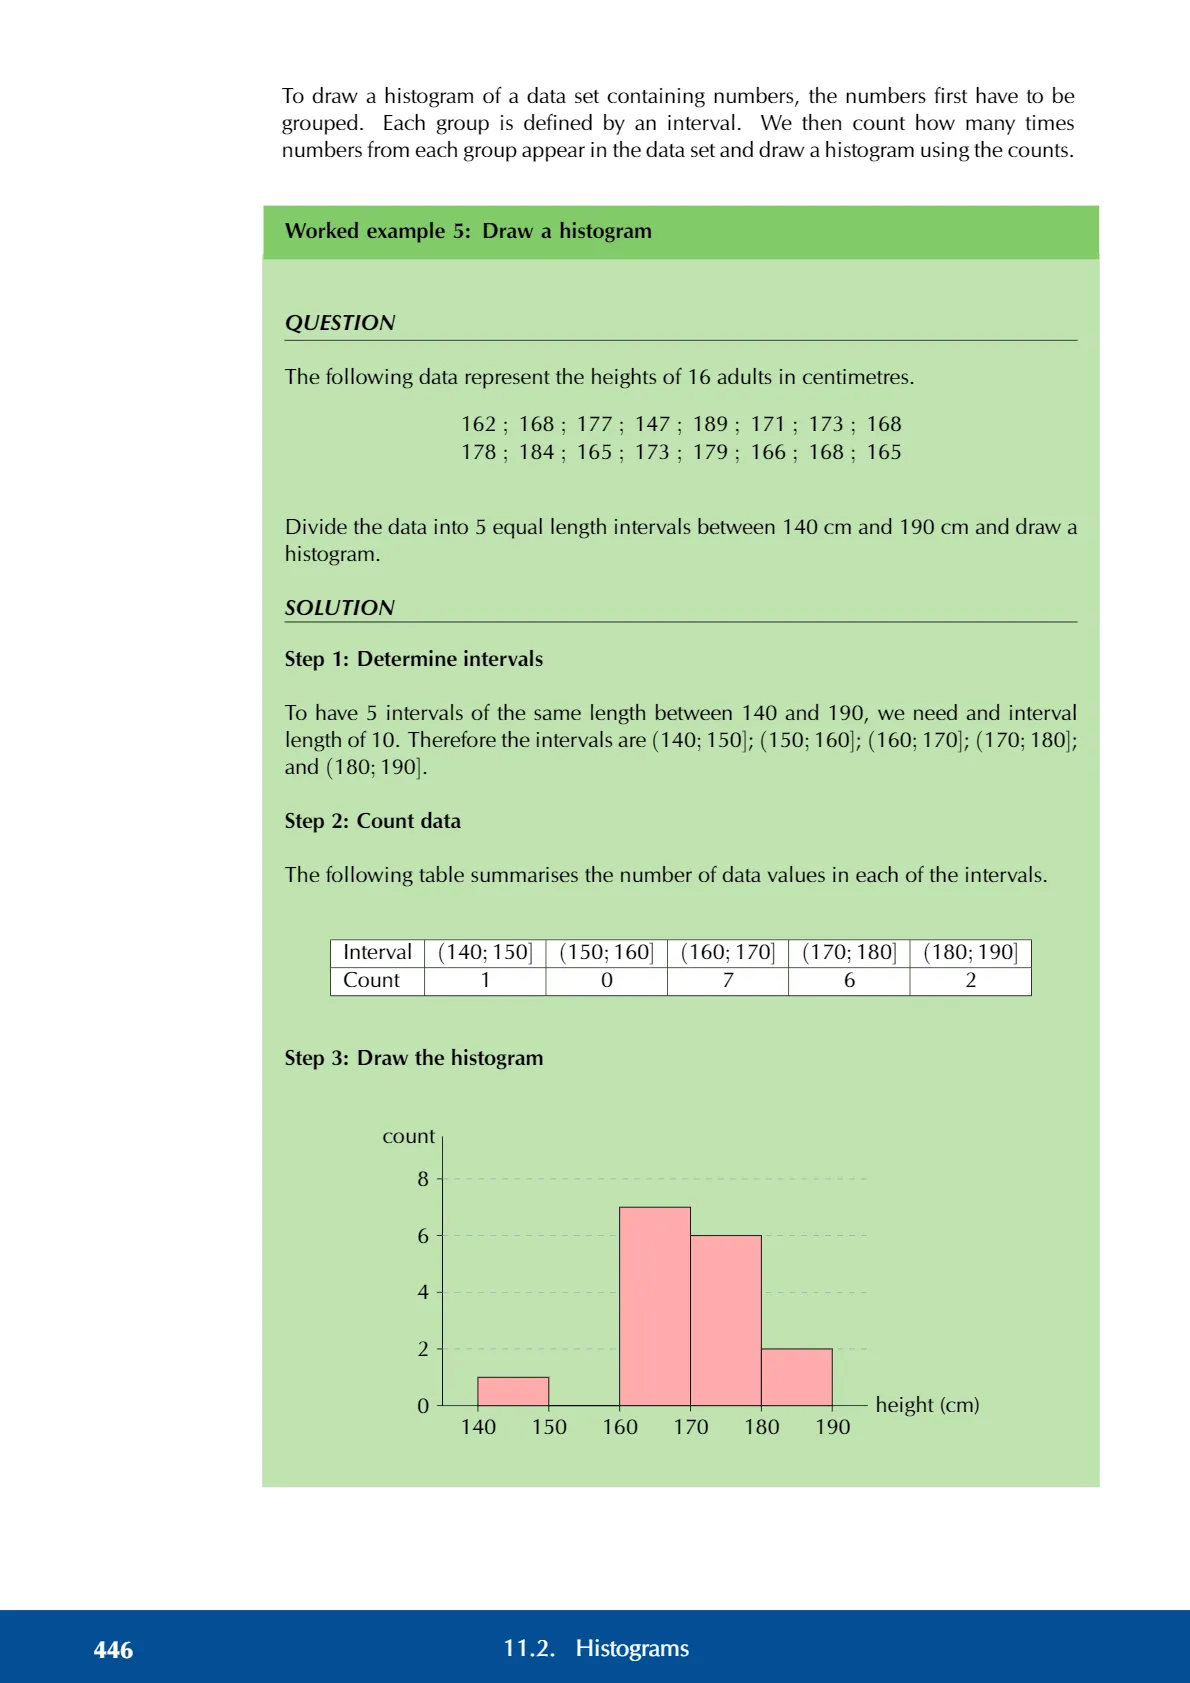 To draw a histogram of a data set containing numbers, the numbers first have to be
grouped. Each group is defined by an interval. We then count how many times
numbers from each group appear in the data set and draw a histogram using the counts.
Worked example 5: Draw a histogram
QUESTION
The following data represent the heights of 16 adults in centimetres.
162 ; 168 ; 177 ; 147 ; 189 ; 171 ; 173 ; 168
178 ; 184 ; 165 ; 173 ; 179 ; 166 ; 168 ; 165
Divide the data into 5 equal length intervals between 140 cm and 190 cm and draw a
histogram.
SOLUTION
Step 1: Determine intervals
To have 5 intervals of the same length between 140 and 190, we need and interval
length of 10. Therefore the intervals are (140; 150]; (150; 160]; (160; 170]; (170; 180];
and (180; 190].
Step 2: Count data
The following table summarises the number of data values in each of the intervals.
Interval (140; 150] (150; 160] (160; 170] (170; 180] (180; 190]
Count 1 0 7 6 2
Step 3: Draw the histogram
count
8
6
4
2
0
height (cm)
140 150 160 170 180 190
446 11.2. Histograms